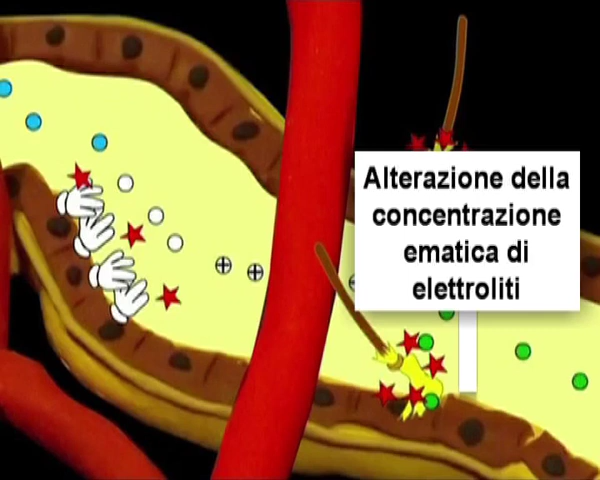 Alterazione della
concentrazione
ematica di
elettroliti